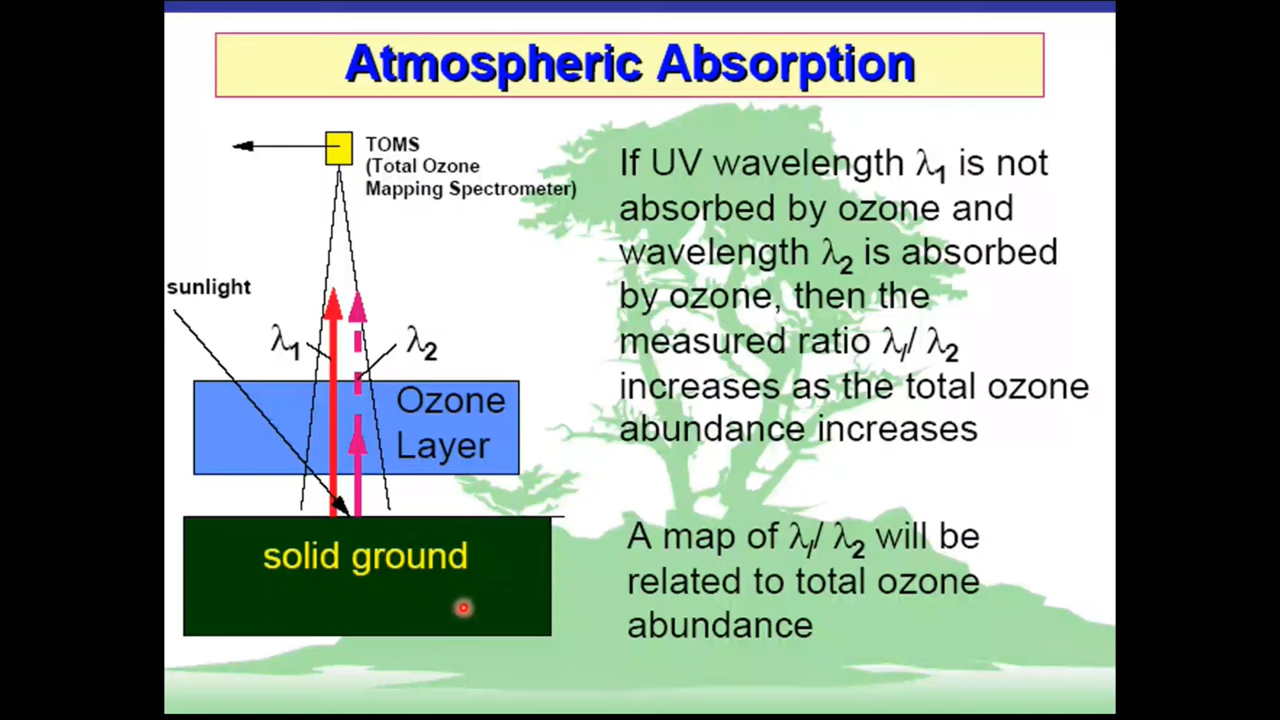 Atmospheric Absorption
TOMS
(Total Ozone
Mapping Spectrometer)
sunlight
λ1
λ2
Ozone
Layer
solid ground
If UV wavelength λ1 is not
absorbed by ozone and
wavelength λ2 is absorbed
by ozone, then the
measured ratio λ1/ λ2
increases as the total ozone
abundance increases
A map of λ1/ λ2 will be
related to total ozone
abundance